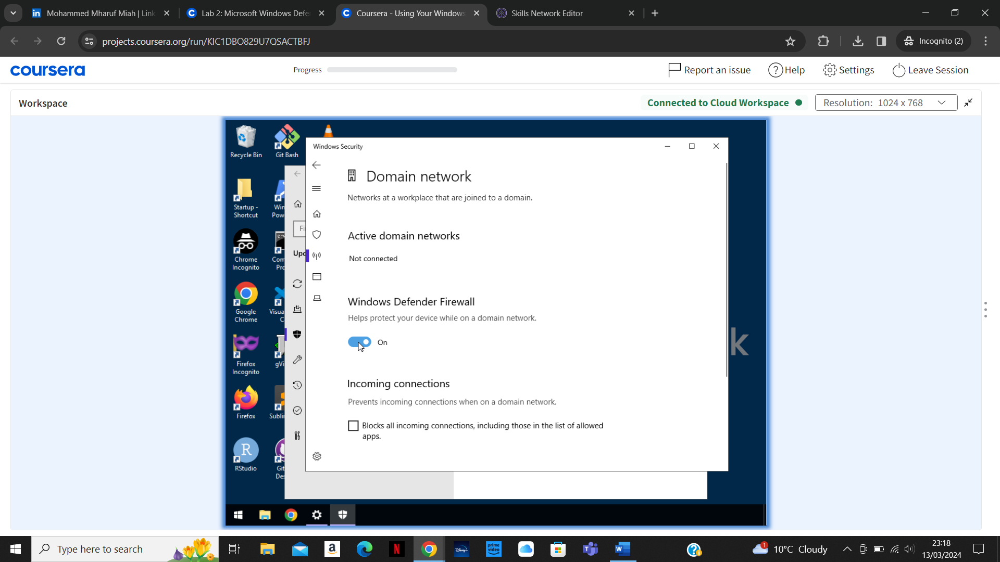 Mohammed Mharuf Miah | Link
Lab 2: Microsoft Windows Defe
Coursera - Using Your Windows
Skills Network Editor
projects.coursera.org/run/KIC1DBO829U7QSACTBFJ
Incognito (2)
coursera
Progress
Report an issue
Help
Settings
Leave Session
Workspace
Connected to Cloud Workspace
Resolution: 1024 x 768
Recycle Bin
Git Bash
Startup -
Shortcut
Win
Pow
Chrome
Incognito
Com
Pro
Google
Chrome
Visua
C
Firefox
Incognito
gVi
Firefox
Sublin
RStudio
Git
Des
Fi
Upd
Windows Security
Domain network
Networks at a workplace that are joined to a domain.
Active domain networks
Not connected
Windows Defender Firewall
Helps protect your device while on a domain network.
On
Incoming connections
Prevents incoming connections when on a domain network.
Blocks all incoming connections, including those in the list of allowed
apps.
k
Type here to search
prime
video
Disney+
1
10°C Cloudy
23:18
13/03/2024